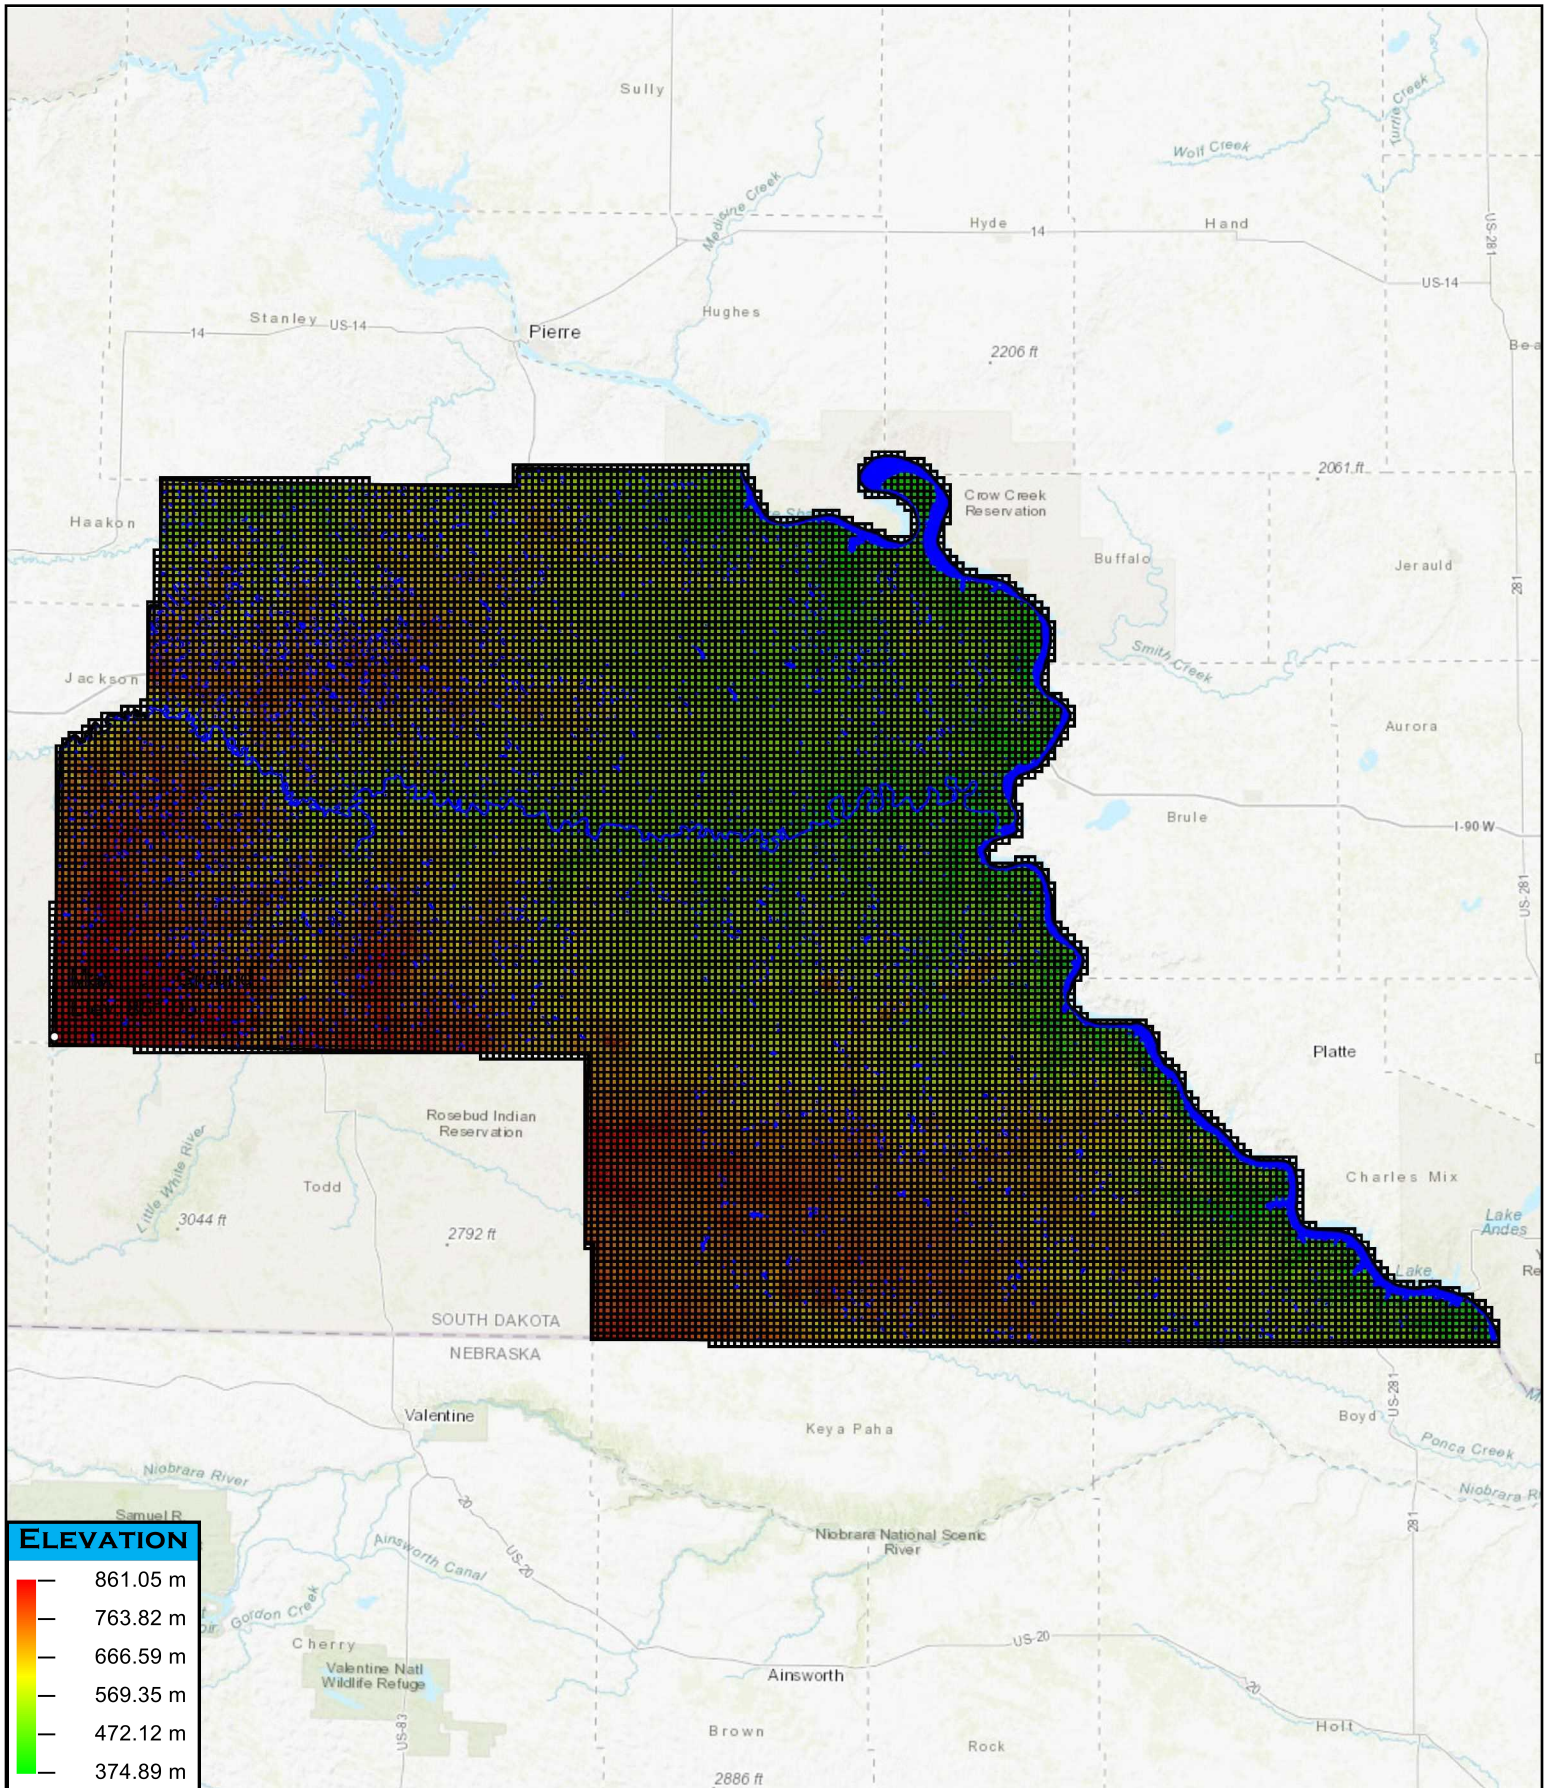 Sully
Turtle Creek
Wolf Creek
Medicine Creek
Hyde
14
Hand
US-281
US-14
Stanley
14
US-14
Pierre
Hughes
2206 ft
Bea
2061 ft
Crow Creek
Reservation
Haakon
Buffalo
Jerauld
281
Smith Creek
Jackson
Aurora
Brule
I-90 W
US-281
Platte
Rosebud Indian
Reservation
Charles Mix
Little White River
Todd
3044 ft
2792 ft
Lake
Andes
Lake
Re
SOUTH DAKOTA
NEBRASKA
US-281
Valentine
Keya Paha
Boyd
Ponca Creek
Niobrara River
Niobrara R
20
Samuel R
281
Niobrara National Scenic
River
Ainsworth Canal
US-20
Gordon Creek
Cherry
US-20
Valentine Natl
Wildlife Refuge
Ainsworth
20
US-83
Brown
Rock
Holt
2886 ft
ELEVATION
861.05 m
763.82 m
666.59 m
569.35 m
472.12 m
374.89 m